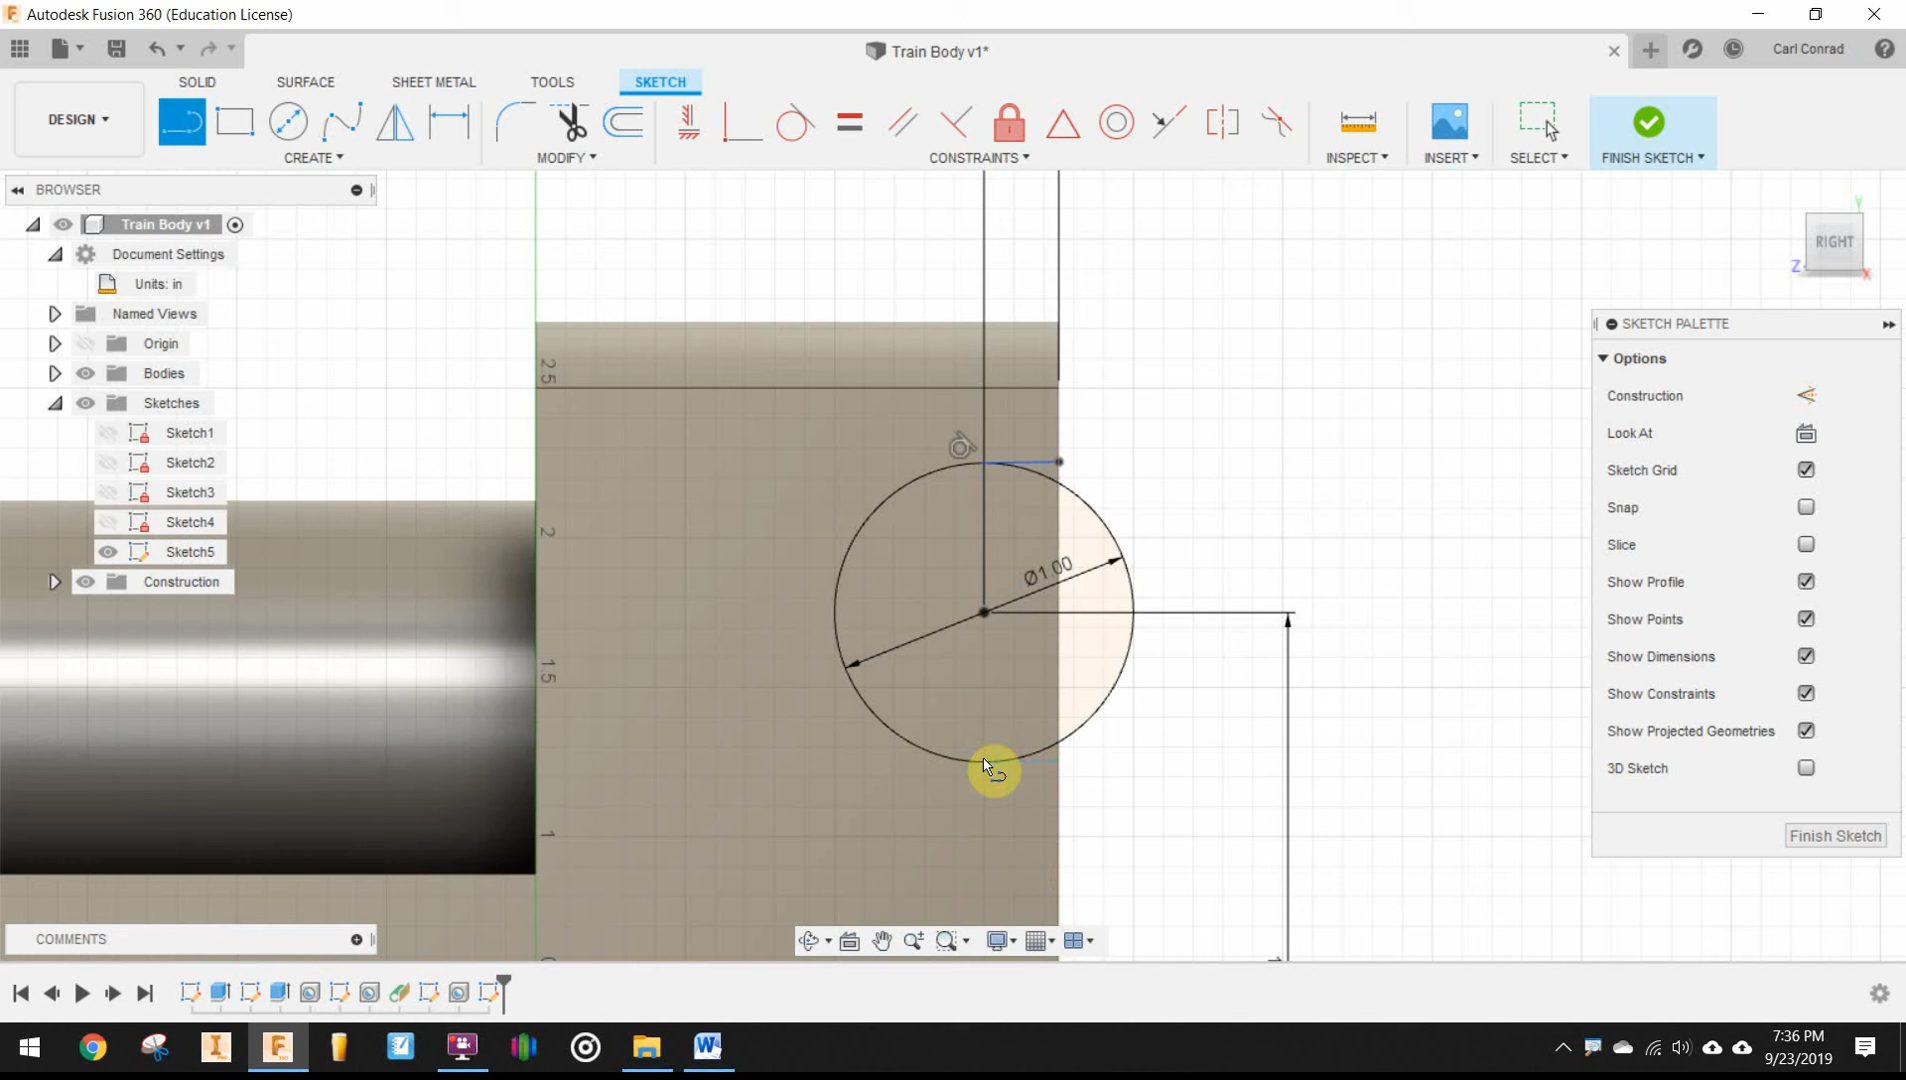 Autodesk Fusion 360 (Education License)
Train Body v1*
Carl Conrad
SOLID
SURFACE
SHEET METAL
TOOLS
SKETCH
DESIGN
CREATE
MODIFY
CONSTRAINTS
INSPECT
INSERT
SELECT
FINISH SKETCH
BROWSER
Train Body v1
Document Settings
Units: in
Named Views
Origin
Bodies
Sketches
Sketch1
Sketch2
Sketch3
Sketch4
Sketch5
Construction
2.5
2
1.5
1
Ø1.00
Y
RIGHT
Z
X
SKETCH PALETTE
Options
Construction
Look At
Sketch Grid
Snap
Slice
Show Profile
Show Points
Show Dimensions
Show Constraints
Show Projected Geometries
3D Sketch
Finish Sketch
COMMENTS
7:36 PM
9/23/2019